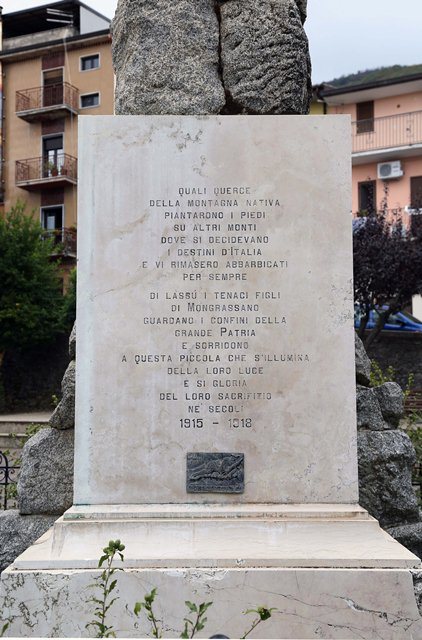 QUALI QUERCE
DELLA MONTAGNA NATIVA
PIANTARONO I PIEDI
SU ALTRI MONTI
DOVE SI DECIDEVANO
I DESTINI D'ITALIA
E VI RIMASERO ABBARBICATI
PER SEMPRE
DI LASSÚ I TENACI FIGLI
DI MONGRASSANO
GUARDANO I CONFINI DELLA
GRANDE PATRIA
E SORRIDONO
A QUESTA PICCOLA CHE S'ILLUMINA
DELLA LORO LUCE
E SI GLORIA
DEL LORO SACRIFIZIO
NE' SECOLI
1915 - 1918